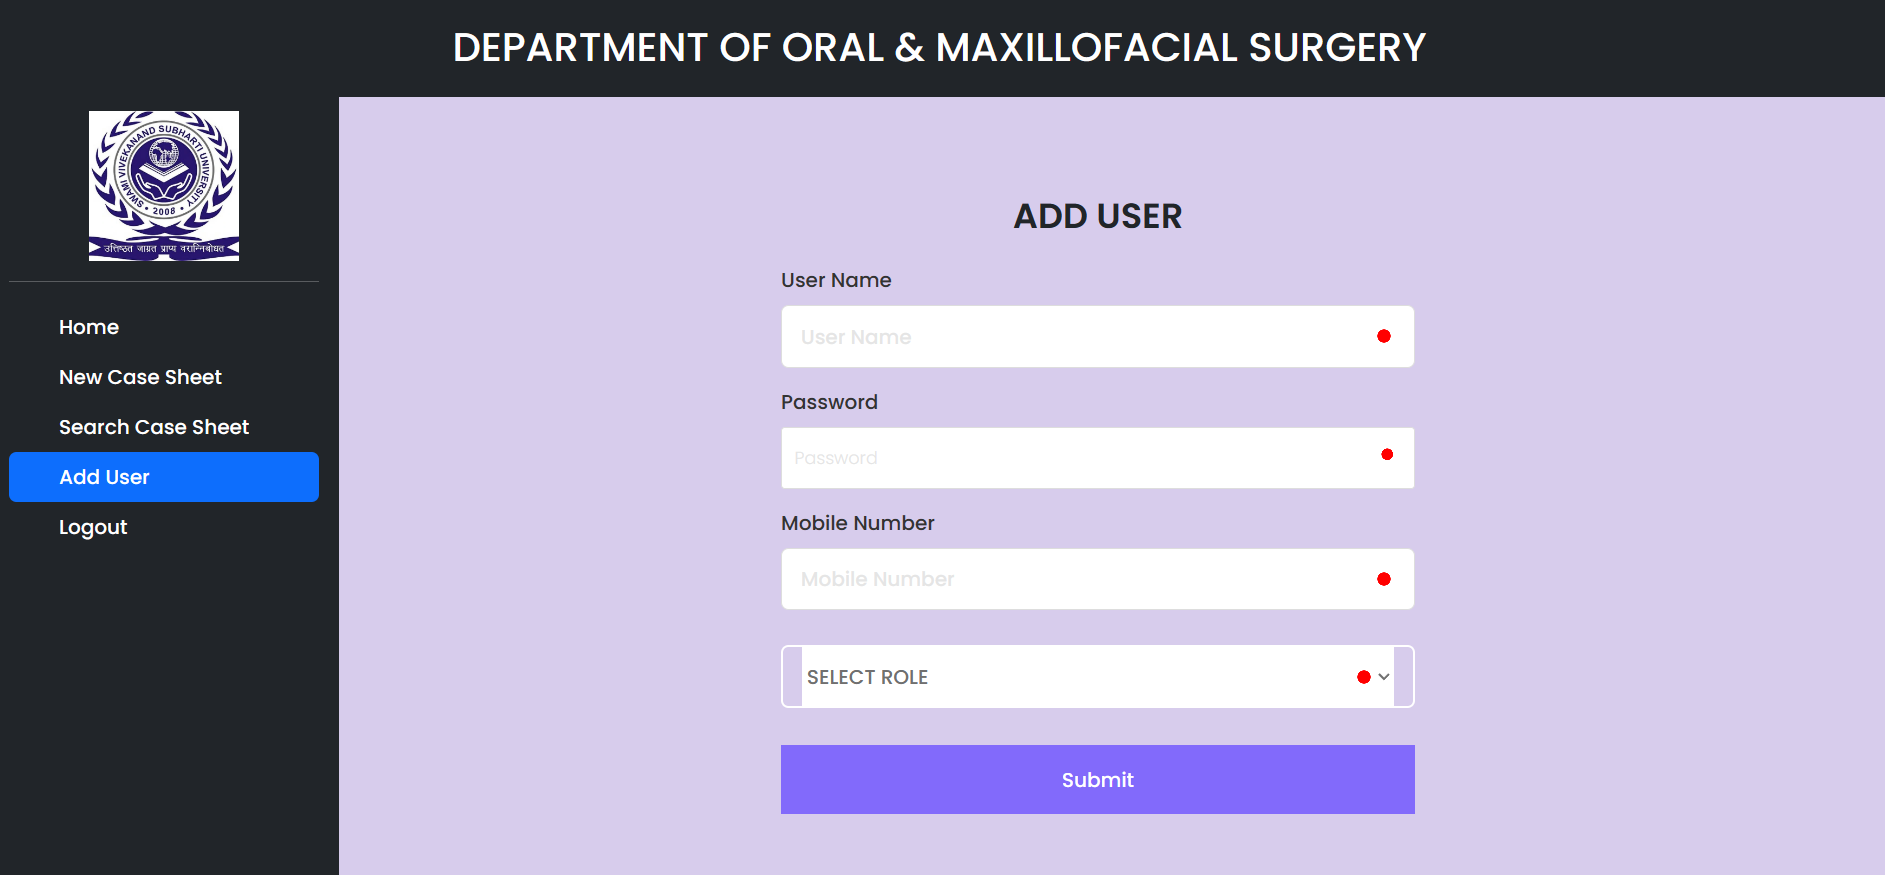 DEPARTMENT OF ORAL & MAXILLOFACIAL SURGERY
SWAMI VIVEKANAND SUBHARTI UNIVERSITY
• 2008 •
उत्तिष्ठत जाग्रत प्राप्य वरान्निबोधत
Home
New Case Sheet
Search Case Sheet
Add User
Logout
ADD USER
User Name
User Name
Password
Password
Mobile Number
Mobile Number
SELECT ROLE
Submit